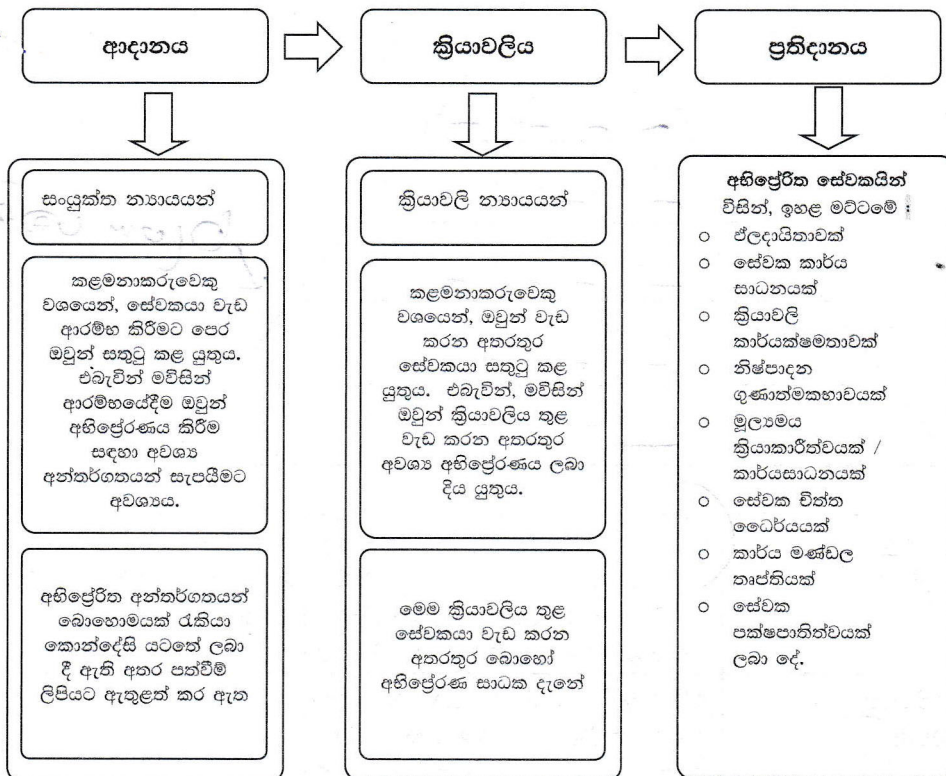 ආදානය
ක්‍රියාවලිය
ප්‍රතිදානය
සංයුක්ත න්‍යායයන්
කළමනාකරුවෙකු
වශයෙන්, සේවකයා වැඩ
ආරම්භ කිරීමට පෙර
ඔවුන් සතුටු කළ යුතුය.
එබැවින් මවිසින්
ආරම්භයේදීම ඔවුන්
අභිප්‍රේරණය කිරීම
සඳහා අවශ්‍ය
අන්තර්ගතයන් සැපයීමට
අවශ්‍යය.
අභිප්‍රේරිත අන්තර්ගතයන්
බොහොමයක් රැකියා
කොන්දේසි යටතේ ලබා
දී ඇති අතර පත්වීම්
ලිපියට ඇතුළත් කර ඇත
ක්‍රියාවලි න්‍යායයන්
කළමනාකරුවෙකු
වශයෙන්, ඔවුන් වැඩ
කරන අතරතුර
සේවකයා සතුටු කළ
යුතුය. එබැවින්, මවිසින්
ඔවුන් ක්‍රියාවලිය තුළ
වැඩ කරන අතරතුර
අවශ්‍ය අභිප්‍රේරණය ලබා
දිය යුතුය.
මෙම ක්‍රියාවලිය තුළ
සේවකයා වැඩ කරන
අතරතුර බොහෝ
අභිප්‍රේරණ සාධක දැනේ
අභිප්‍රේරිත සේවකයින්
විසින්, ඉහළ මට්ටමේ :
○ ඵලදායිතාවක්
○ සේවක කාර්ය
සාධනයක්
○ ක්‍රියාවලි
කාර්යක්ෂමතාවක්
○ නිෂ්පාදන
ගුණාත්මකභාවයක්
○ මූල්‍යමය
ක්‍රියාකාරීත්වයක් /
කාර්යසාධනයක්
○ සේවක චිත්ත
ධෛර්යයක්
○ කාර්ය මණ්ඩල
තෘප්තියක්
○ සේවක
පක්ෂපාතිත්වයක්
ලබා දේ.